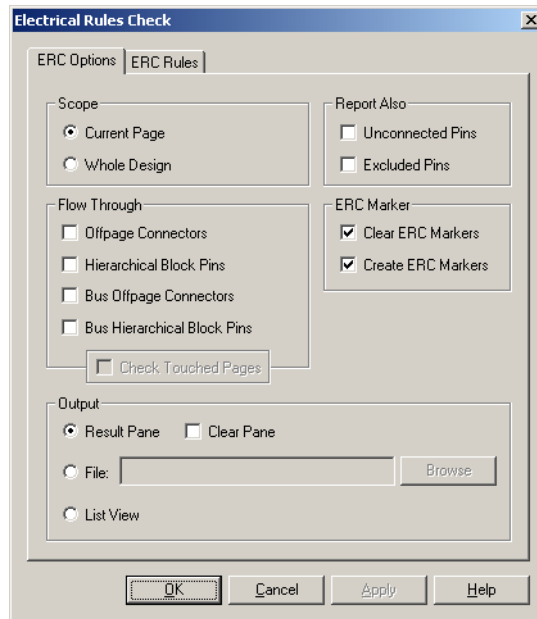 Electrical Rules Check
ERC Options ERC Rules
Scope
Current Page
Whole Design
Report Also
Unconnected Pins
Excluded Pins
Flow Through
Offpage Connectors
Hierarchical Block Pins
Bus Offpage Connectors
Bus Hierarchical Block Pins
Check Touched Pages
ERC Marker
Clear ERC Markers
Create ERC Markers
Output
Result Pane Clear Pane
File: Browse
List View
OK Cancel Apply Help